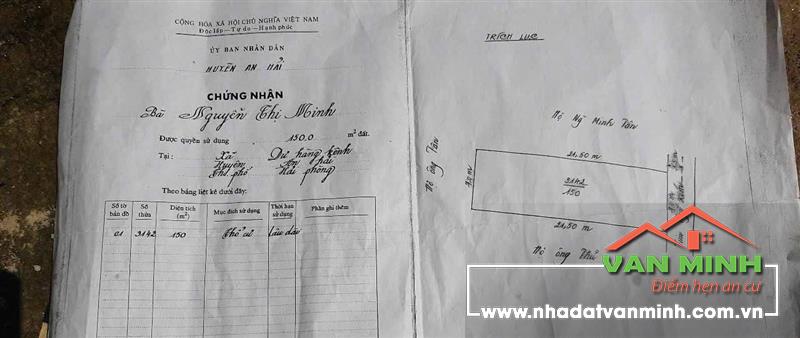 CỘNG HÒA XÃ HỘI CHỦ NGHĨA VIỆT NAM
Độc lập - Tự do - Hạnh phúc
ỦY BAN NHÂN DÂN
HUYỆN AN HẢI
CHỨNG NHẬN
Bà Nguyễn Thị Minh
Được quyền sử dụng 150.0 m² đất.
Tại: Xã Dư hàng kênh
Huyện An hải
Thành phố Hải phòng
Theo bảng liệt kê dưới đây:
Số tờ bản đồ Số thửa Diện tích (m²) Mục đích sử dụng Thời hạn sử dụng Phần ghi thêm
01 3142 150 Thổ cư Lâu dài
TRÍCH LỤC
Hộ Ng Minh Tân
Hộ ông Tân
21,50 m
3142
150
21,50 m
Hộ ông
VAN MINH
Điểm hẹn an cư
www.nhadatvanminh.com.vn